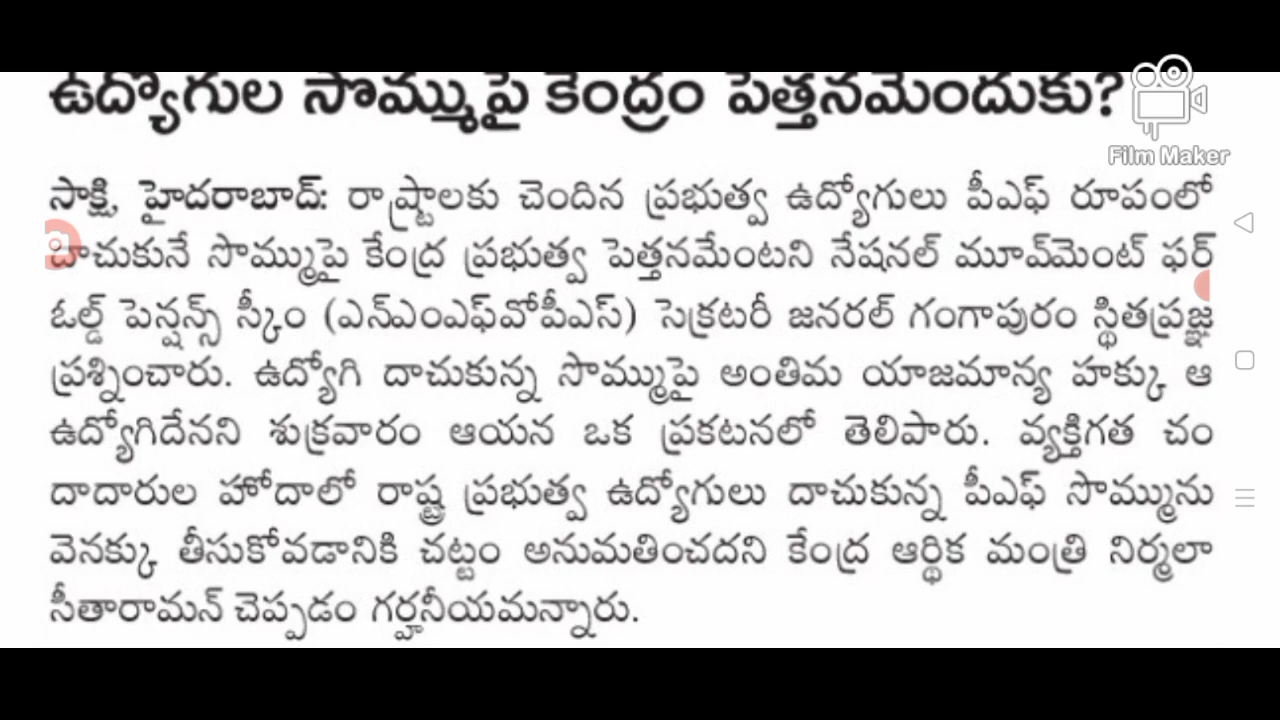 ఉద్యోగుల సొమ్ముపై కేంద్రం పెత్తనమెందుకు?
Film Maker
సాక్షి, హైదరాబాద్: రాష్ట్రాలకు చెందిన ప్రభుత్వ ఉద్యోగులు పీఎఫ్ రూపంలో
దాచుకునే సొమ్ముపై కేంద్ర ప్రభుత్వ పెత్తనమేంటని నేషనల్ మూవ్‌మెంట్ ఫర్
ఓల్డ్ పెన్షన్స్ స్కీం (ఎన్ఎంఎఫ్‌వోపీఎస్) సెక్రటరీ జనరల్ గంగాపురం స్థితప్రజ్ఞ
ప్రశ్నించారు. ఉద్యోగి దాచుకున్న సొమ్ముపై అంతిమ యాజమాన్య హక్కు ఆ
ఉద్యోగిదేనని శుక్రవారం ఆయన ఒక ప్రకటనలో తెలిపారు. వ్యక్తిగత చం
దాదారుల హోదాలో రాష్ట్ర ప్రభుత్వ ఉద్యోగులు దాచుకున్న పీఎఫ్ సొమ్మును
వెనక్కు తీసుకోవడానికి చట్టం అనుమతించదని కేంద్ర ఆర్థిక మంత్రి నిర్మలా
సీతారామన్ చెప్పడం గర్హనీయమన్నారు.